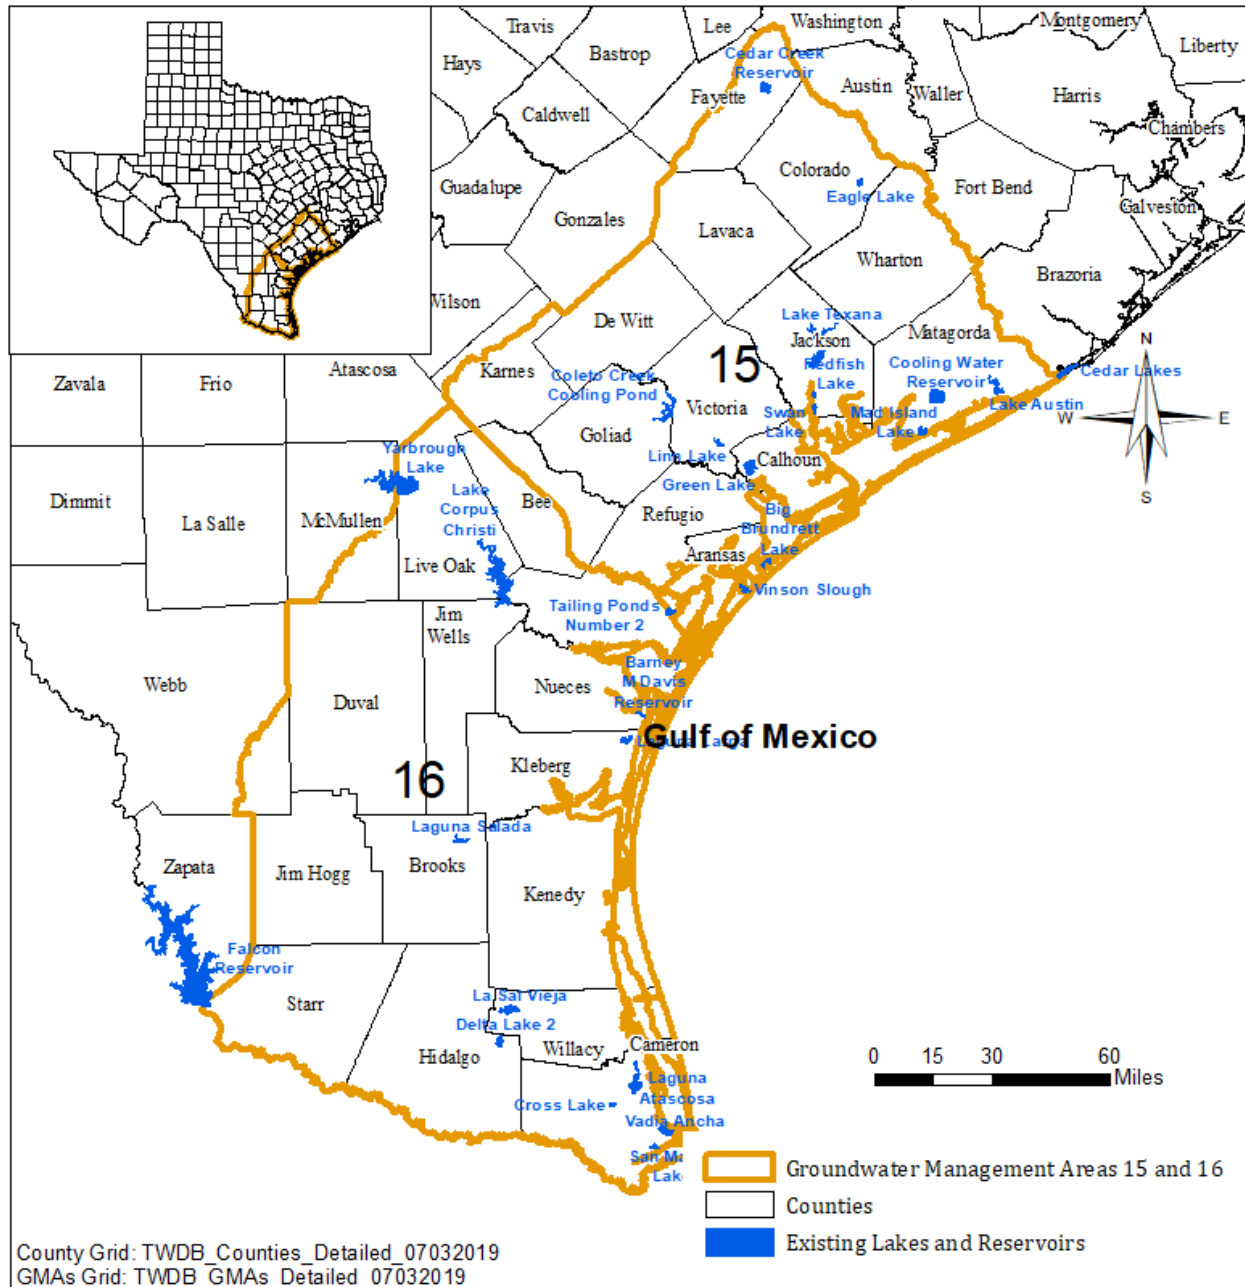 Travis
Lee
Washington
Montgomery
Hays
Bastrop
Cedar Creek
Reservoir
Liberty
Fayette
Austin
Waller
Harris
Caldwell
Chambers
Guadalupe
Colorado
Eagle Lake
Fort Bend
Galveston
Gonzales
Lavaca
Wharton
Brazoria
Wilson
De Witt
Lake Texana
Matagorda
Jackson
15
N
Zavala
Frio
Atascosa
Karnes
Coleto Creek
Cooling Pond
Redfish
Lake
Cooling Water
Reservoir
Cedar Lakes
Victoria
Swan
Lake
Mad Island
Lake
Lake Austin
W
E
Goliad
Linn Lake
Calhoun
Yarbrough
Lake
Green Lake
S
Dimmit
La Salle
McMullen
Lake
Corpus
Christi
Bee
Refugio
Big
Brundrett
Lake
Aransas
Live Oak
Vinson Slough
Tailing Ponds
Number 2
Jim
Wells
Barney
M Davis
Reservoir
Webb
Duval
Nueces
Gulf of Mexico
Kleberg
16
Laguna Salada
Zapata
Jim Hogg
Brooks
Kenedy
Falcon
Reservoir
Starr
La Sal Vieja
Delta Lake 2
Hidalgo
Willacy
Cameron
0 15 30 60
Miles
Laguna
Atascosa
Cross Lake
Vadia Ancha
San
Groundwater Management Areas 15 and 16
Counties
Existing Lakes and Reservoirs
County Grid: TWDB_Counties_Detailed_07032019
GMAs Grid: TWDB_GMAs_Detailed_07032019